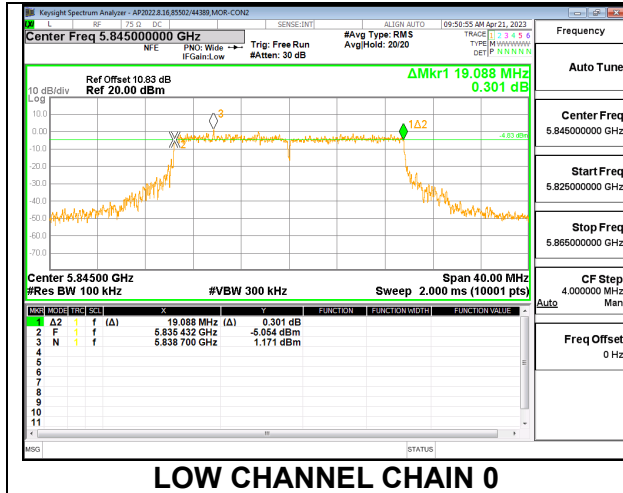 Keysight Spectrum Analyzer - AP2022.8.16,85502/44389,MOR-CON2
L RF 75 Ω DC SENSE:INT ALIGN AUTO 09:50:55 AM Apr 21, 2023
Center Freq 5.845000000 GHz
NFE PNO: Wide Trig: Free Run #Avg Type: RMS TRACE 1 2 3 4 5 6
IFGain:Low #Atten: 30 dB Avg|Hold: 20/20 TYPE M WWWWW
DET P N N N N N
ΔMkr1 19.088 MHz
0.301 dB
Ref Offset 10.83 dB
10 dB/div Ref 20.00 dBm
Log
10.0
0.00
-10.0
-20.0
-30.0
-40.0
-50.0
-60.0
-70.0
3
1Δ2
2
-4.83 dBm
Center 5.84500 GHz Span 40.00 MHz
#Res BW 100 kHz #VBW 300 kHz Sweep 2.000 ms (10001 pts)
MKR MODE TRC SCL X Y FUNCTION FUNCTION WIDTH FUNCTION VALUE
1 Δ2 1 f (Δ) 19.088 MHz (Δ) 0.301 dB
2 F 1 f 5.835 432 GHz -5.054 dBm
3 N 1 f 5.838 700 GHz 1.171 dBm
4
5
6
7
8
9
10
11
MSG STATUS
Frequency
Auto Tune
Center Freq
5.845000000 GHz
Start Freq
5.825000000 GHz
Stop Freq
5.865000000 GHz
CF Step
4.000000 MHz
Auto Man
Freq Offset
0 Hz
LOW CHANNEL CHAIN 0